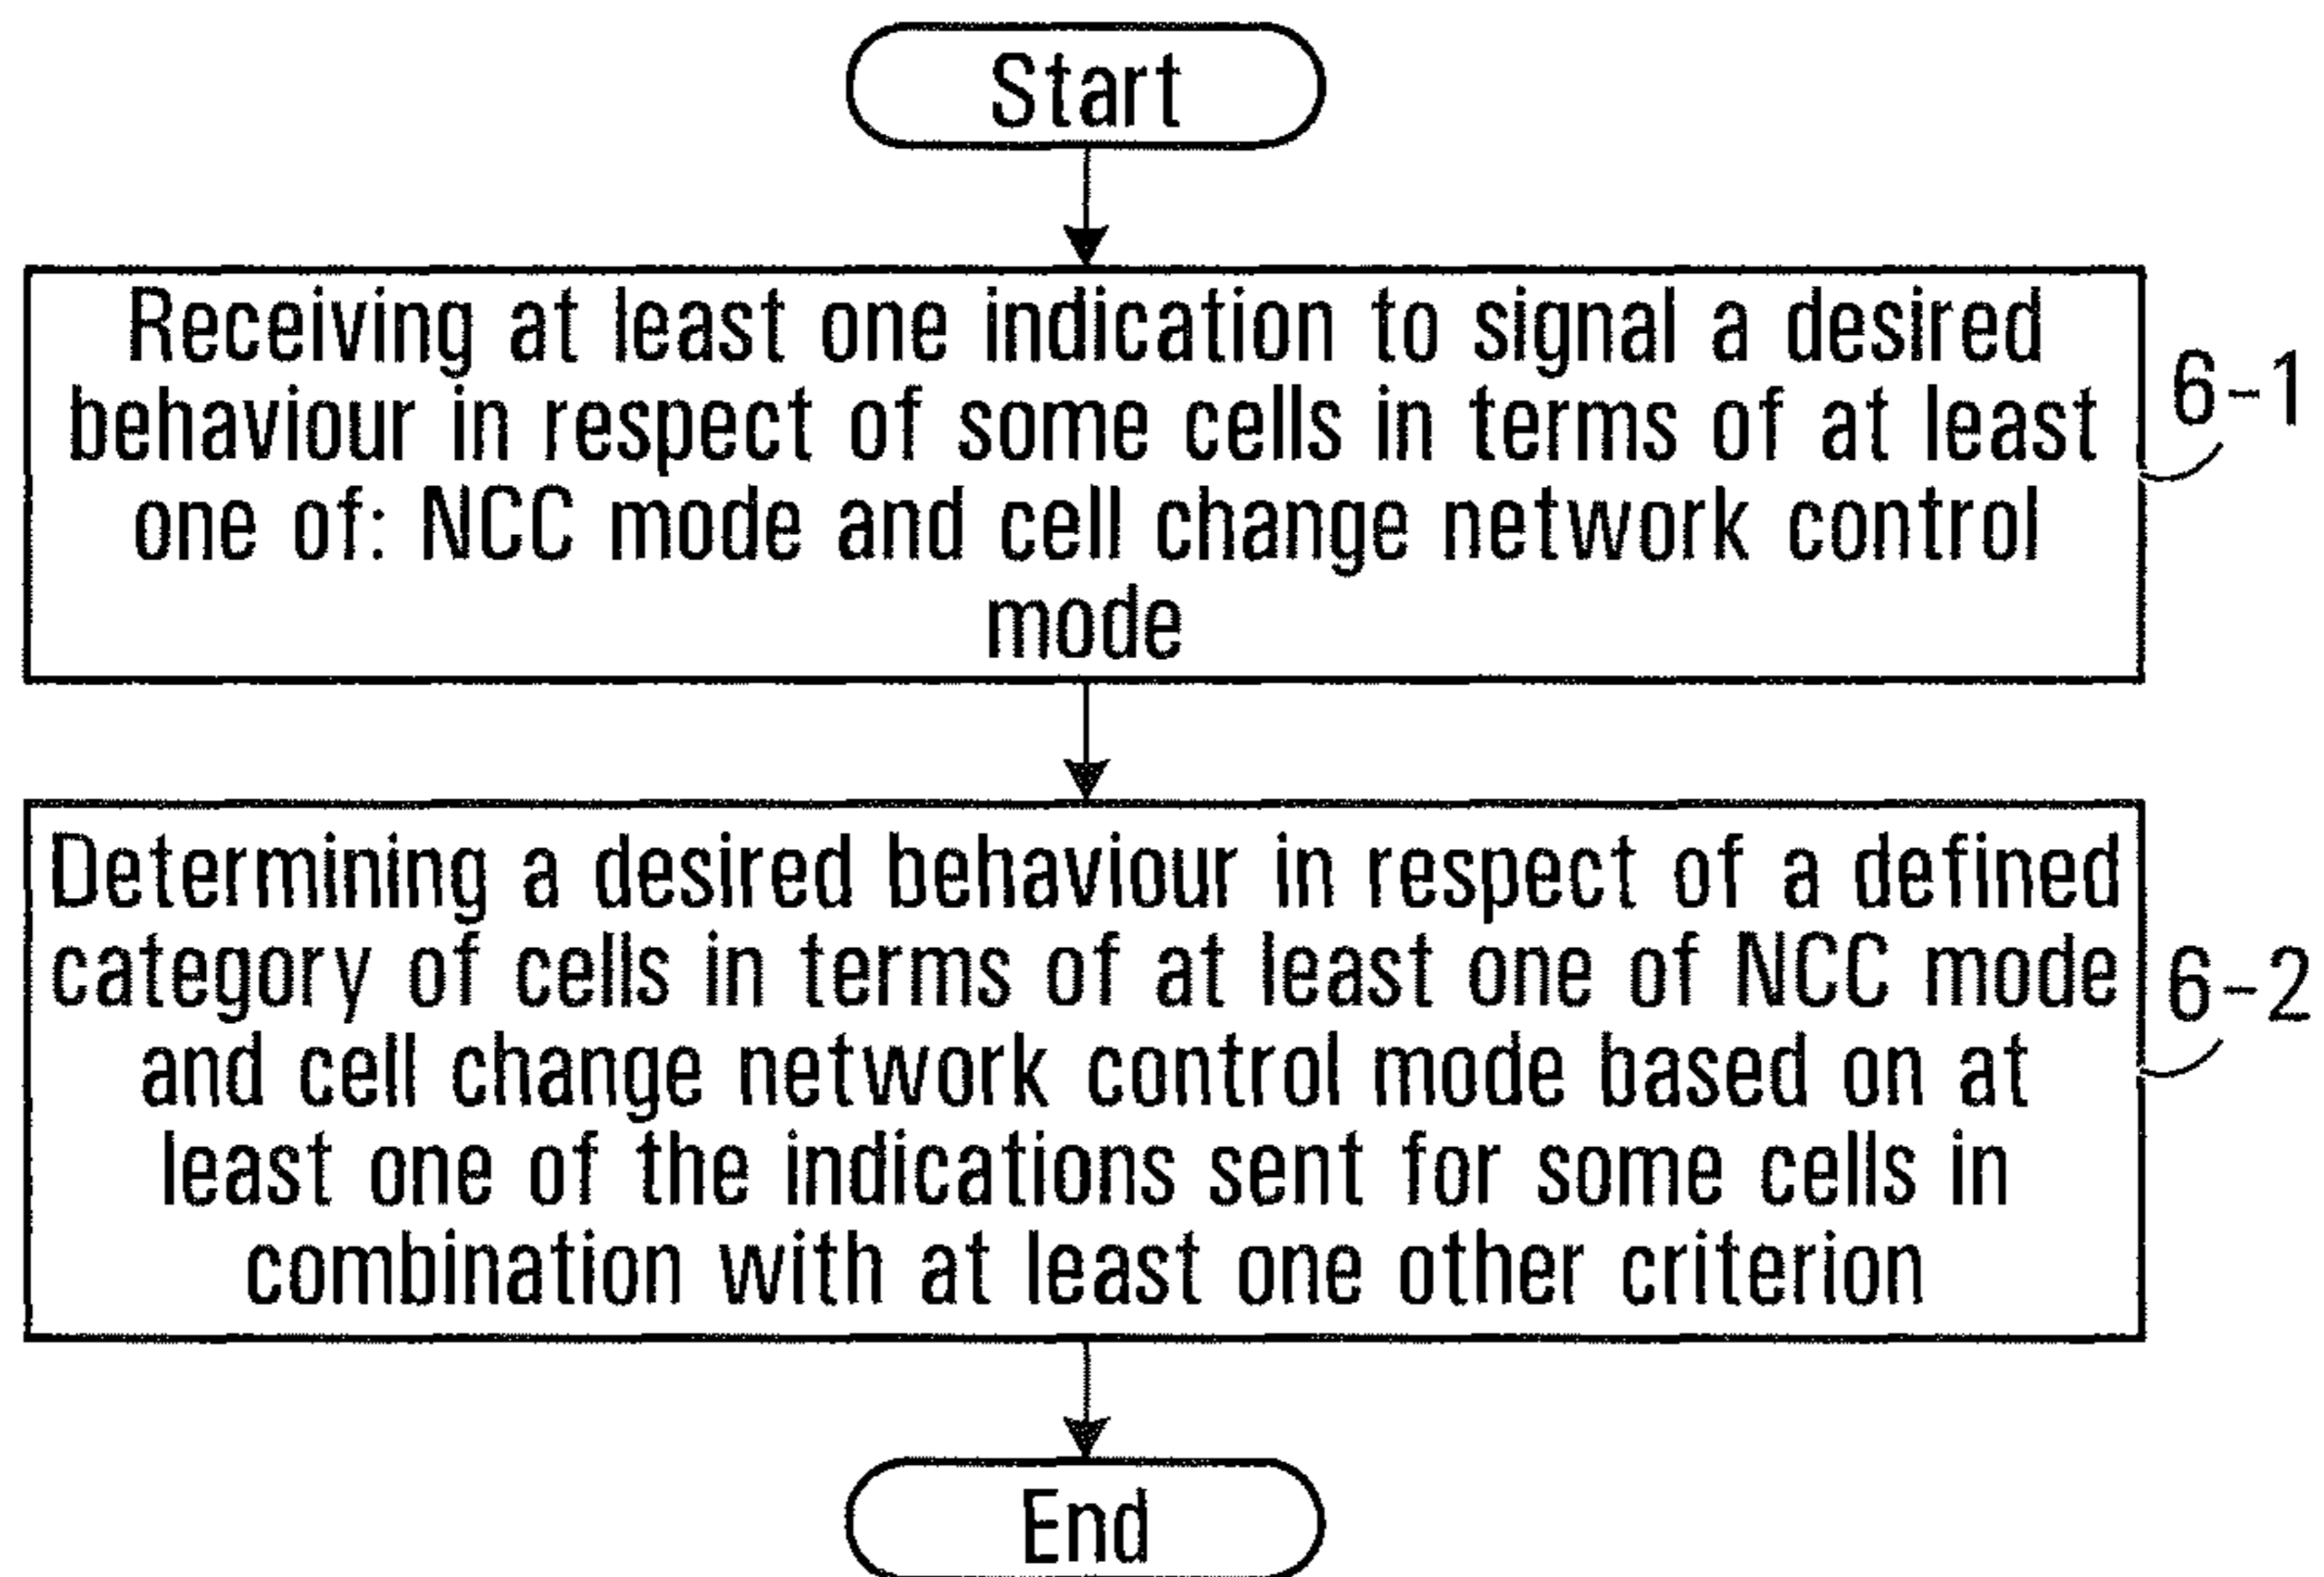 Start
Receiving at least one indication to signal a desired
behaviour in respect of some cells in terms of at least
one of: NCC mode and cell change network control
mode
6-1
Determining a desired behaviour in respect of a defined
category of cells in terms of at least one of NCC mode
and cell change network control mode based on at
least one of the indications sent for some cells in
combination with at least one other criterion
6-2
End